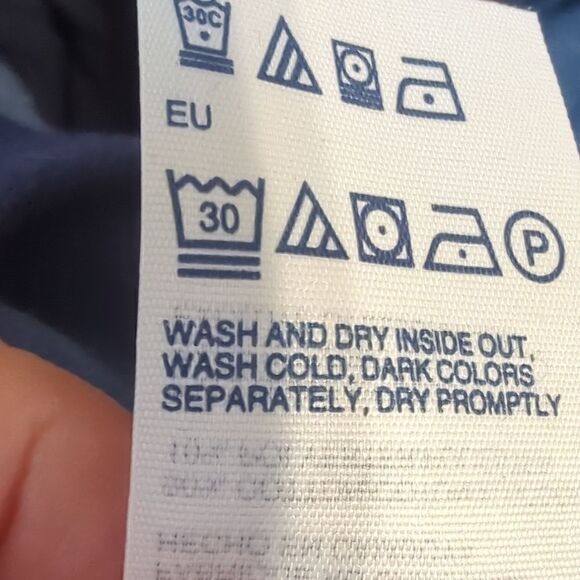 30C
EU
30
P
WASH AND DRY INSIDE OUT,
WASH COLD, DARK COLORS
SEPARATELY, DRY PROMPTLY